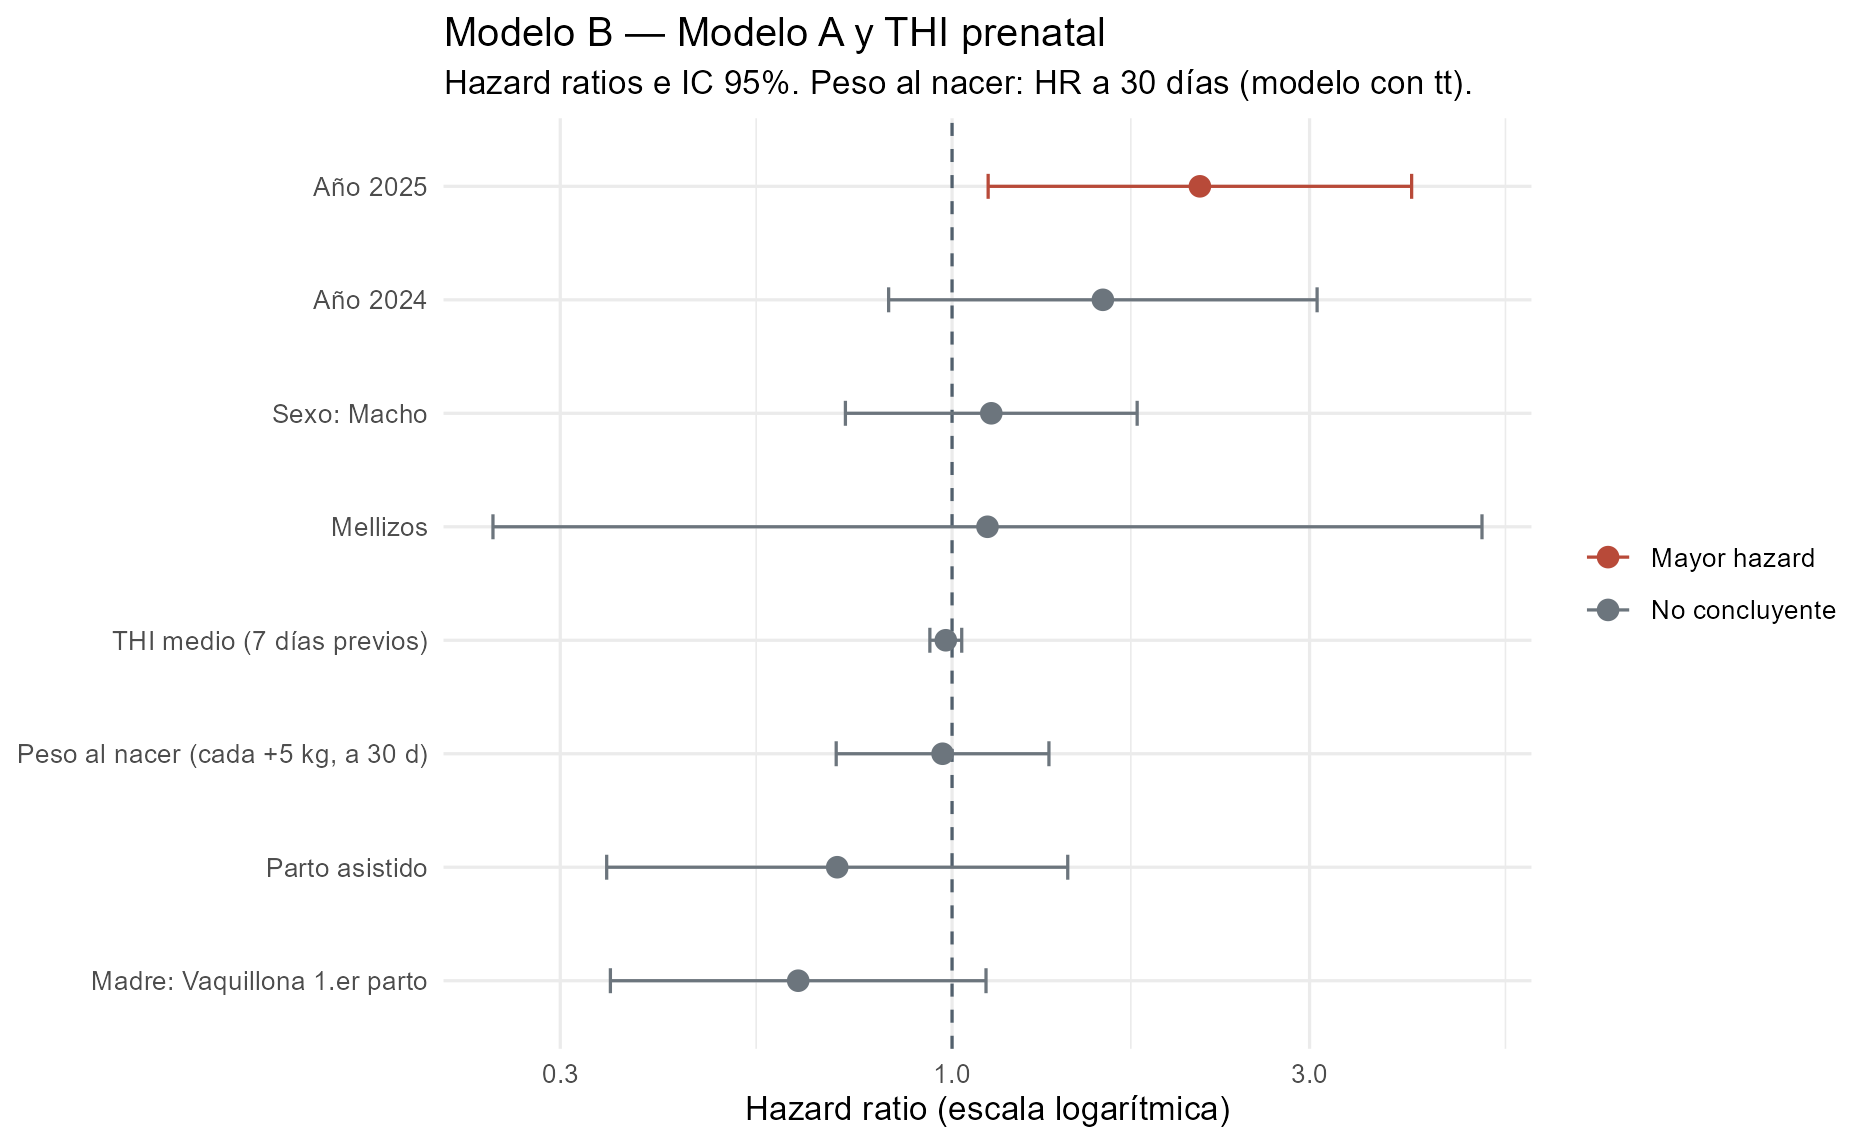 Modelo B — Modelo A y THI prenatal
Hazard ratios e IC 95%. Peso al nacer: HR a 30 días (modelo con tt).
Año 2025
Año 2024
Sexo: Macho
Mellizos
THI medio (7 días previos)
Peso al nacer (cada +5 kg, a 30 d)
Parto asistido
Madre: Vaquillona 1.er parto
Mayor hazard
No concluyente
0.3 1.0 3.0
Hazard ratio (escala logarítmica)